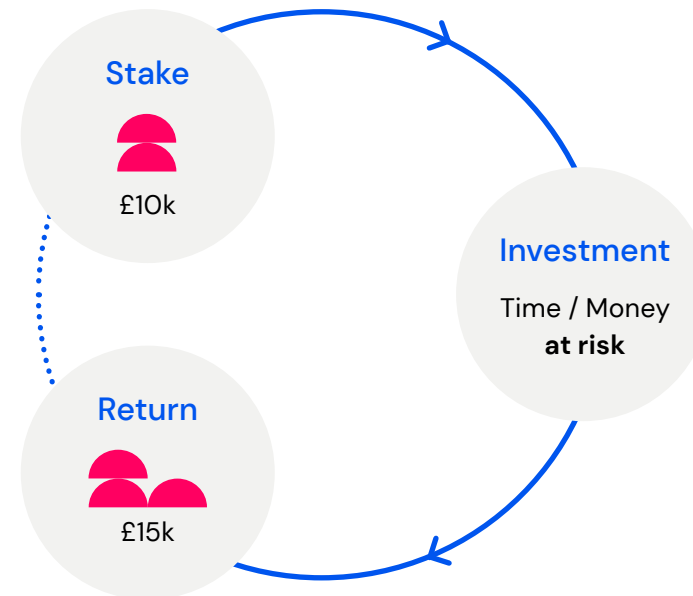 Stake
£10k
Investment
Time / Money
at risk
Return
£15k